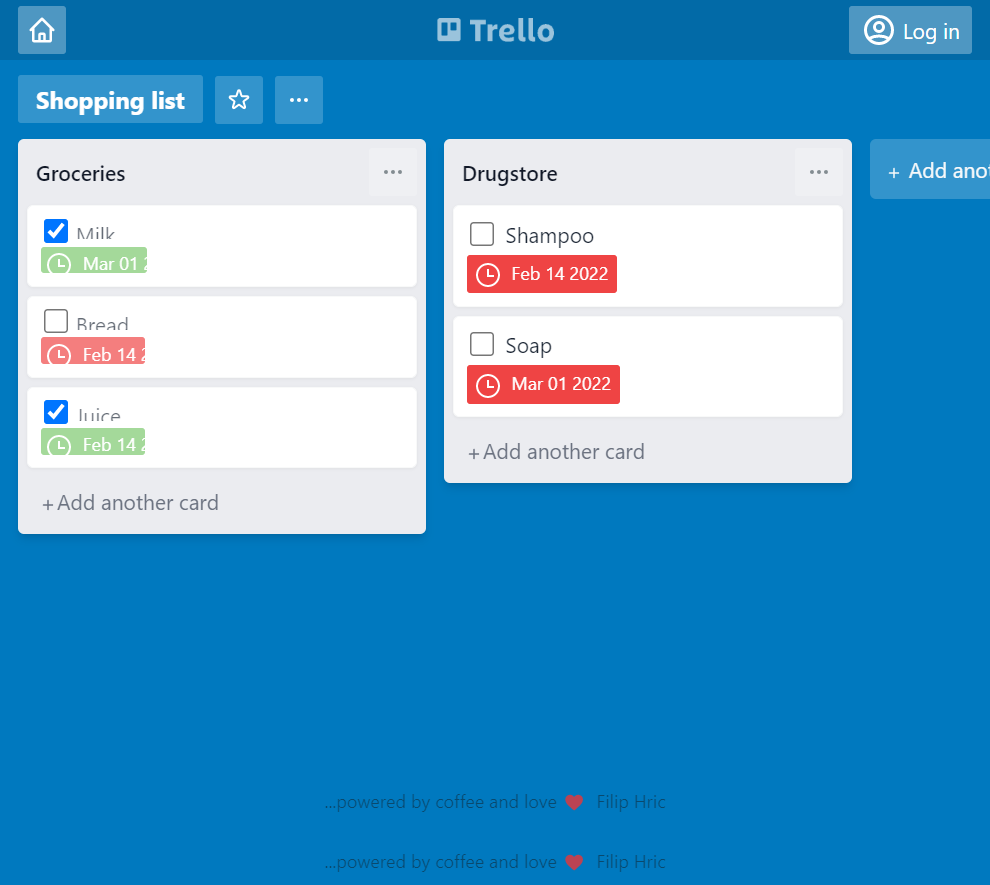 Trello
Log in
Shopping list
Groceries
Milk
Mar 01 2
Bread
Feb 14 2
Juice
Feb 14 2
+ Add another card
Drugstore
Shampoo
Feb 14 2022
Soap
Mar 01 2022
+ Add another card
+ Add anot
...powered by coffee and love Filip Hric
...powered by coffee and love Filip Hric